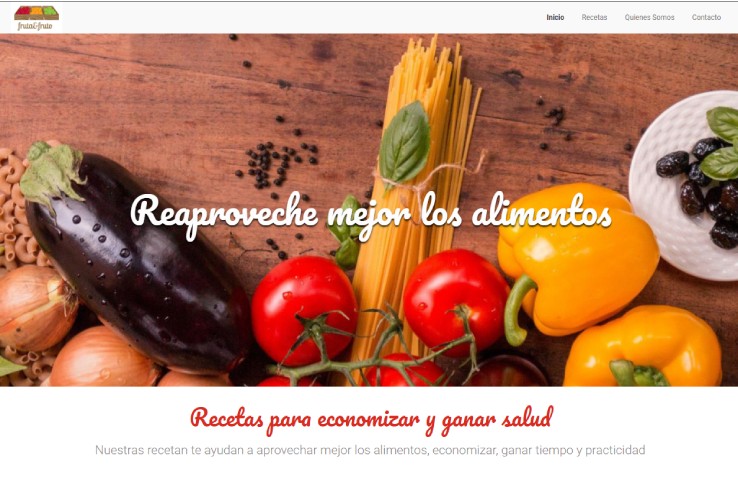 fruta&fruto
Inicio Recetas Quienes Somos Contacto
Reaproveche mejor los alimentos
Recetas para economizar y ganar salud
Nuestras recetan te ayudan a aprovechar mejor los alimentos, economizar, ganar tiempo y practicidad